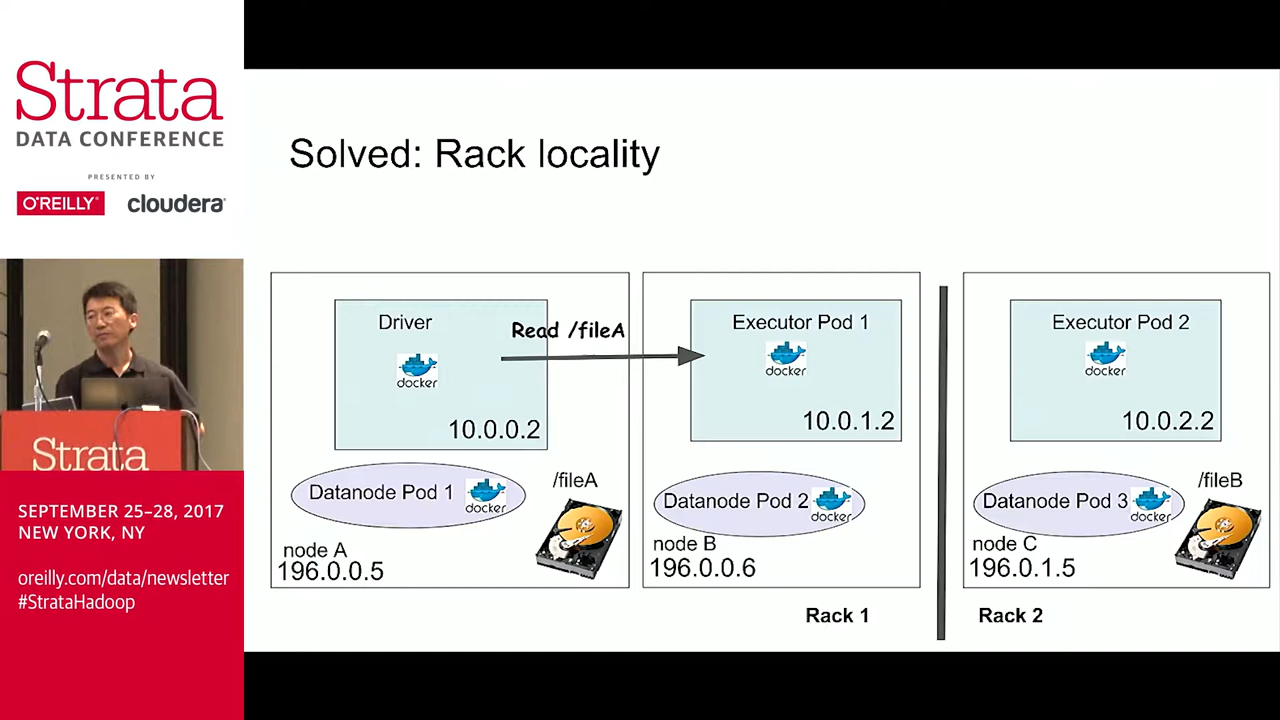 Strata
DATA CONFERENCE
PRESENTED BY
O'REILLY®
cloudera
Strata
SEPTEMBER 25–28, 2017
NEW YORK, NY
oreilly.com/data/newsletter
#StrataHadoop
Solved: Rack locality
Driver
docker
10.0.0.2
Read /fileA
Executor Pod 1
docker
10.0.1.2
Executor Pod 2
docker
10.0.2.2
Datanode Pod 1
docker
/fileA
node A
196.0.0.5
Datanode Pod 2
docker
node B
196.0.0.6
Datanode Pod 3
docker
/fileB
node C
196.0.1.5
Rack 1
Rack 2